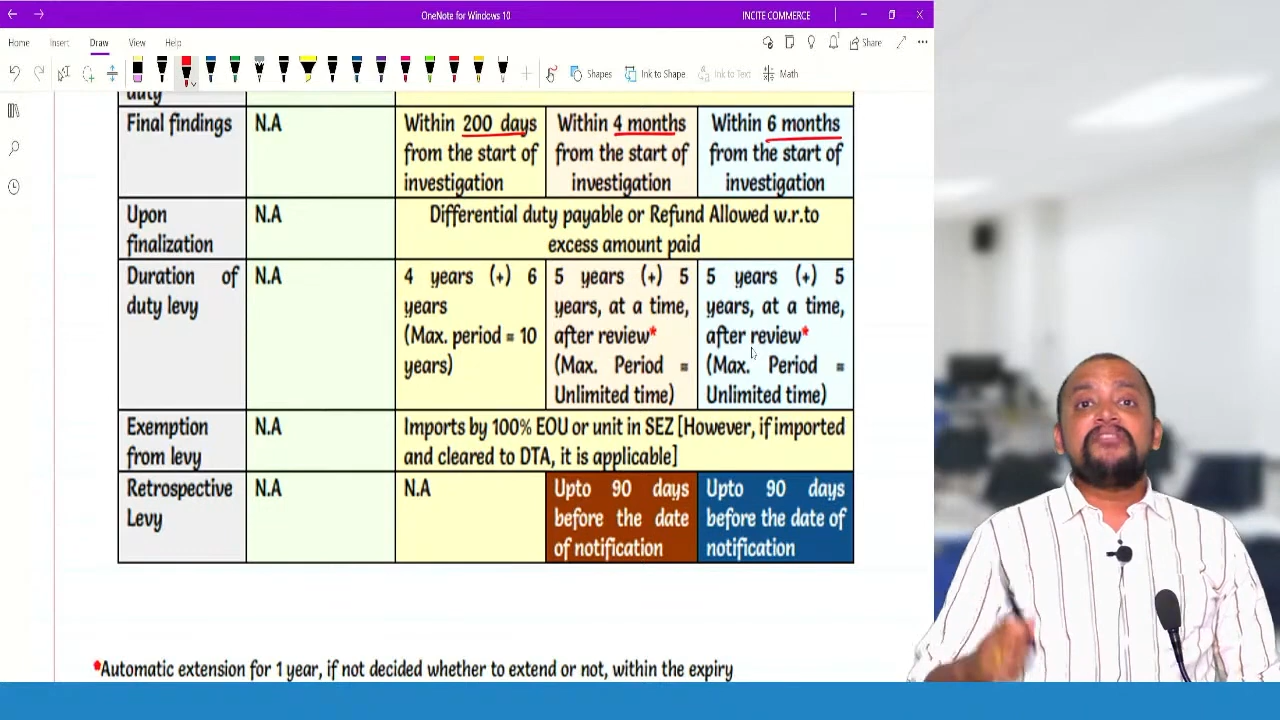 OneNote for Windows 10
INCITE COMMERCE
Home Insert Draw View Help
Share
Shapes Ink to Shape Ink to Text Math
duty
Final findings
N.A
Within 200 days
from the start of
investigation
Within 4 months
from the start of
investigation
Within 6 months
from the start of
investigation
Upon
finalization
N.A
Differential duty payable or Refund Allowed w.r.to
excess amount paid
Duration of
duty levy
N.A
4 years (+) 6
years
(Max. period = 10
years)
5 years (+) 5
years, at a time,
after review*
(Max. Period =
Unlimited time)
5 years (+) 5
years, at a time,
after review*
(Max. Period =
Unlimited time)
Exemption
from levy
N.A
Imports by 100% EOU or unit in SEZ [However, if imported
and cleared to DTA, it is applicable]
Retrospective
Levy
N.A
N.A
Upto 90 days
before the date
of notification
Upto 90 days
before the date of
notification
*Automatic extension for 1 year, if not decided whether to extend or not, within the expiry